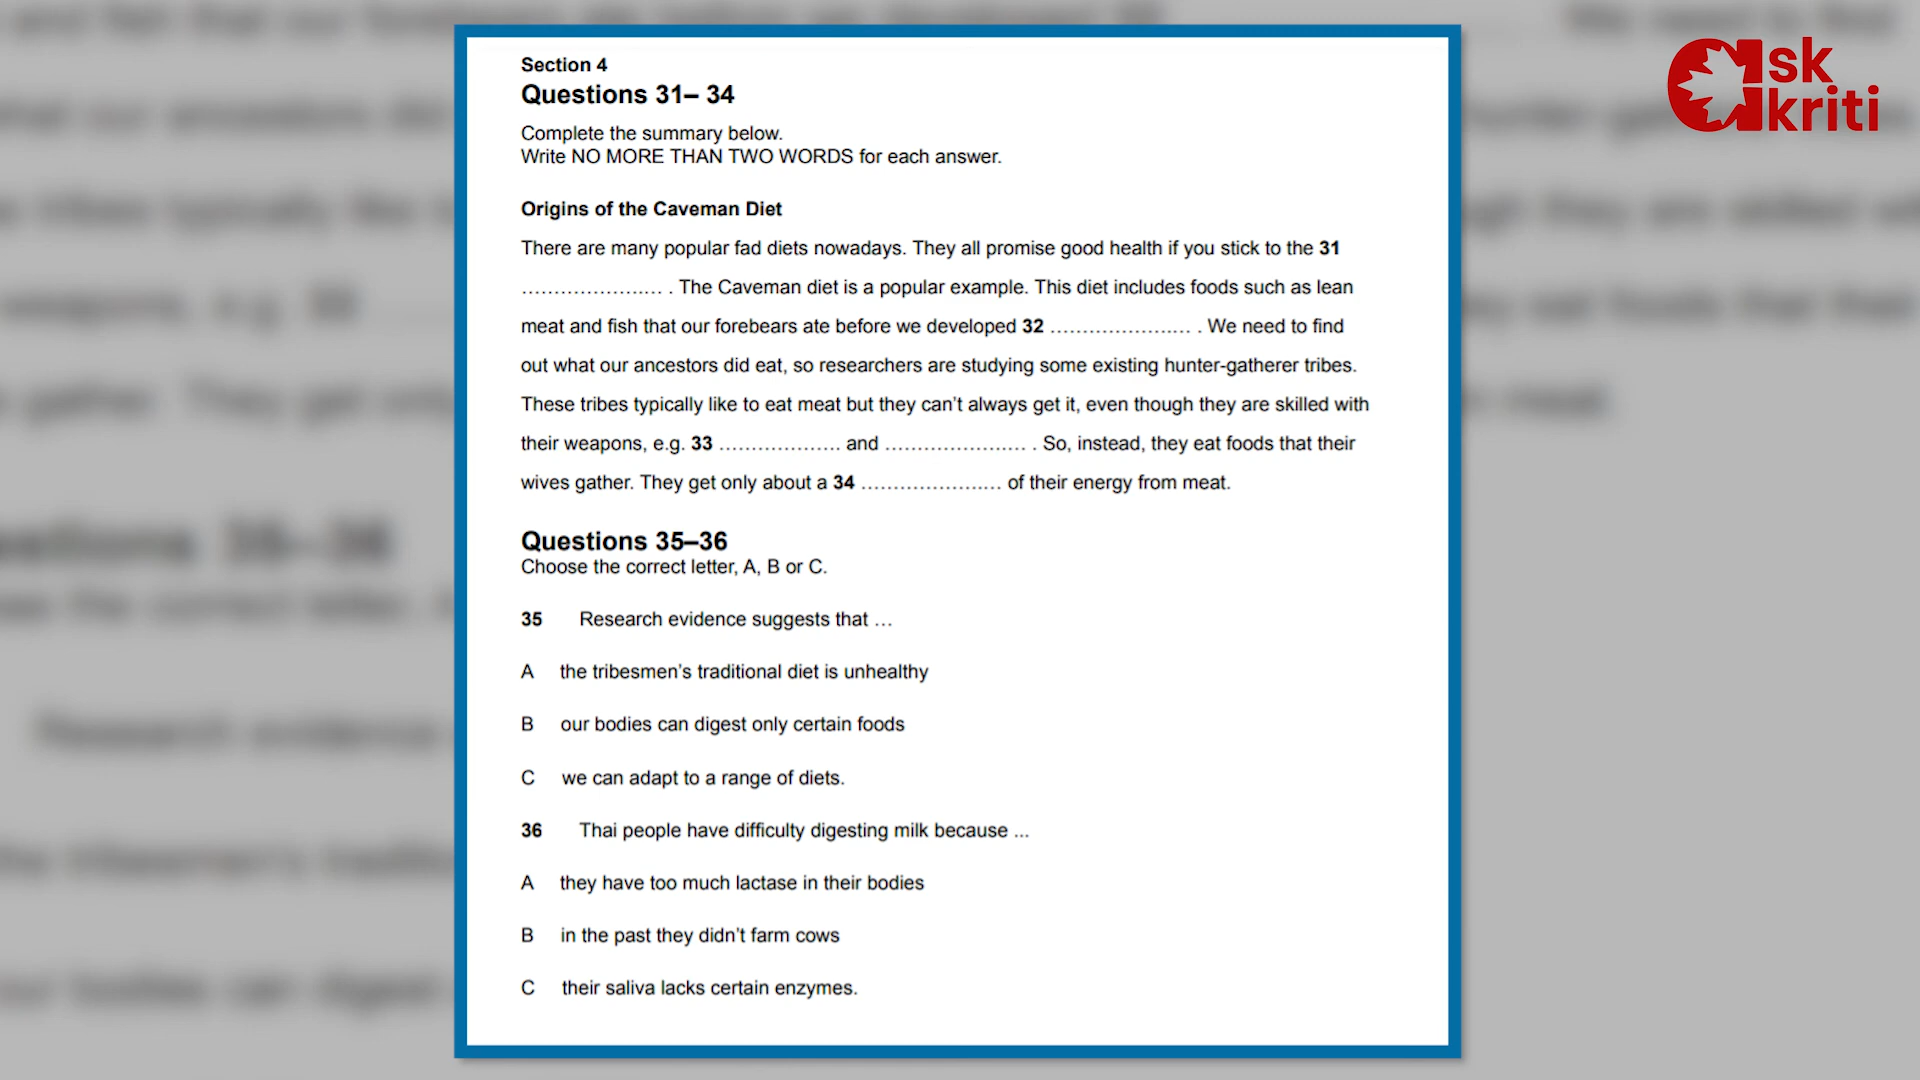 ask
kriti
Section 4
Questions 31– 34
Complete the summary below.
Write NO MORE THAN TWO WORDS for each answer.
Origins of the Caveman Diet
There are many popular fad diets nowadays. They all promise good health if you stick to the 31
........................ . The Caveman diet is a popular example. This diet includes foods such as lean
meat and fish that our forebears ate before we developed 32 ........................ . We need to find
out what our ancestors did eat, so researchers are studying some existing hunter-gatherer tribes.
These tribes typically like to eat meat but they can’t always get it, even though they are skilled with
their weapons, e.g. 33 ..................... and ........................ . So, instead, they eat foods that their
wives gather. They get only about a 34 ........................ of their energy from meat.
Questions 35–36
Choose the correct letter, A, B or C.
35 Research evidence suggests that …
A the tribesmen’s traditional diet is unhealthy
B our bodies can digest only certain foods
C we can adapt to a range of diets.
36 Thai people have difficulty digesting milk because ...
A they have too much lactase in their bodies
B in the past they didn’t farm cows
C their saliva lacks certain enzymes.